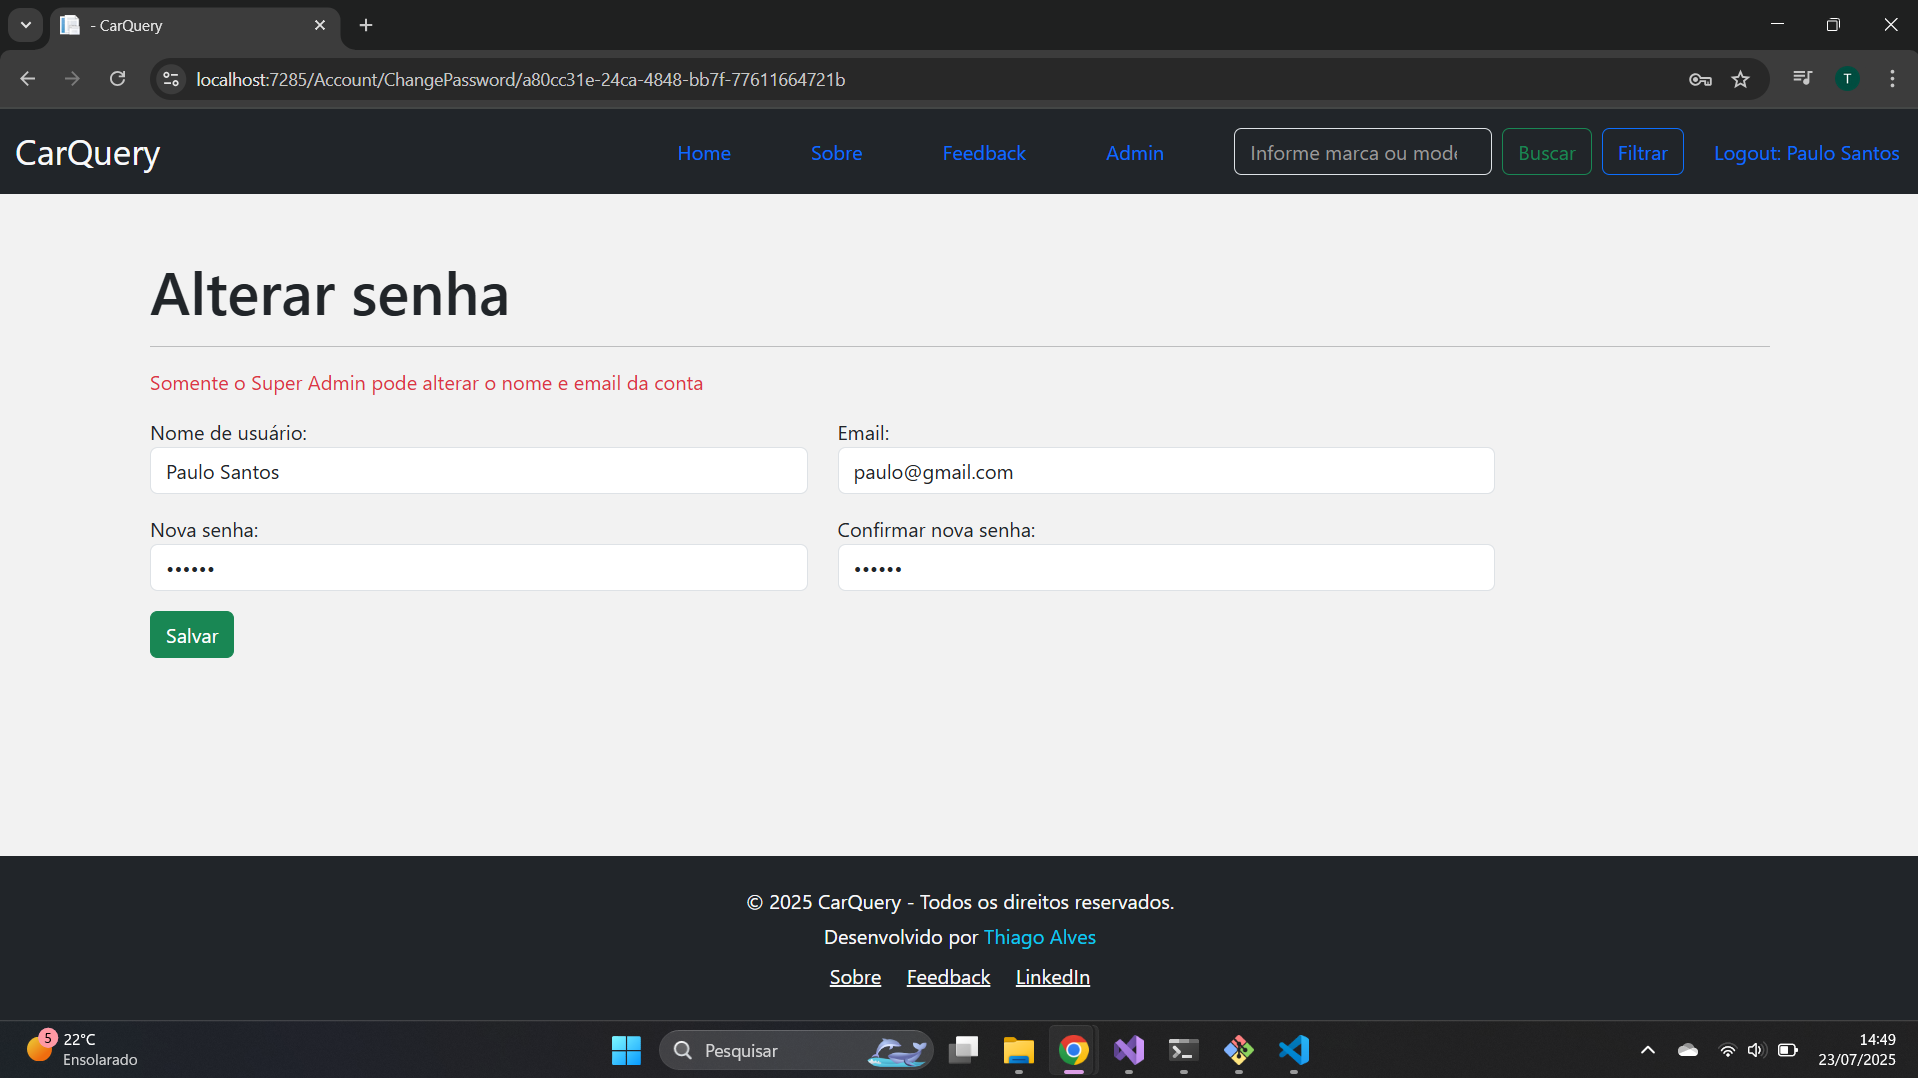 - CarQuery
localhost:7285/Account/ChangePassword/a80cc31e-24ca-4848-bb7f-77611664721b
T
CarQuery
Home
Sobre
Feedback
Admin
Informe marca ou mode
Buscar
Filtrar
Logout: Paulo Santos
Alterar senha
Somente o Super Admin pode alterar o nome e email da conta
Nome de usuário:
Email:
Paulo Santos
paulo@gmail.com
Nova senha:
Confirmar nova senha:
••••••
••••••
Salvar
© 2025 CarQuery - Todos os direitos reservados.
Desenvolvido por Thiago Alves
Sobre
Feedback
LinkedIn
5
22°C
Ensolarado
Pesquisar
14:49
23/07/2025